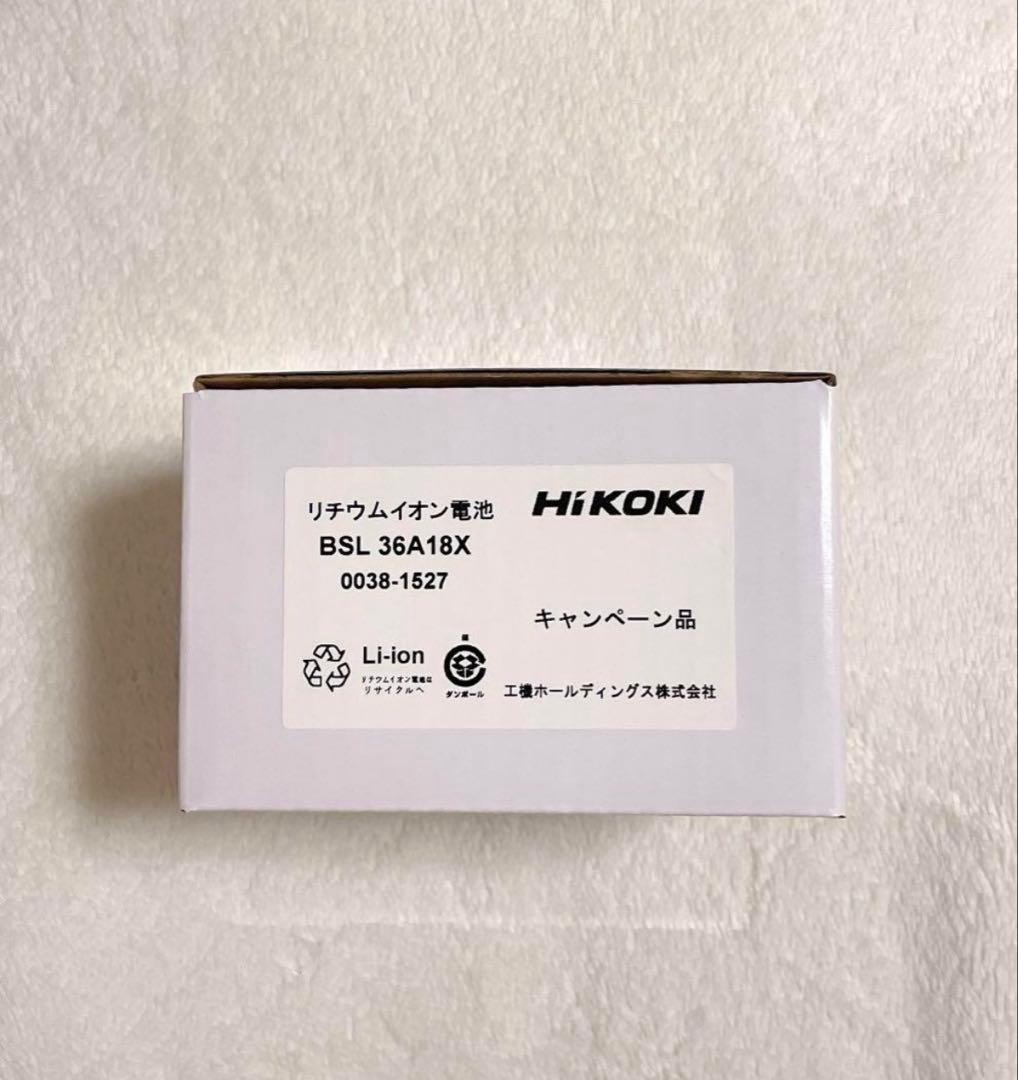 リチウムイオン電池
HiKOKI
BSL 36A18X
0038-1527
キャンペーン品
Li-ion
リチウムイオン電池は
リサイクルへ
ダンボール
工機ホールディングス株式会社